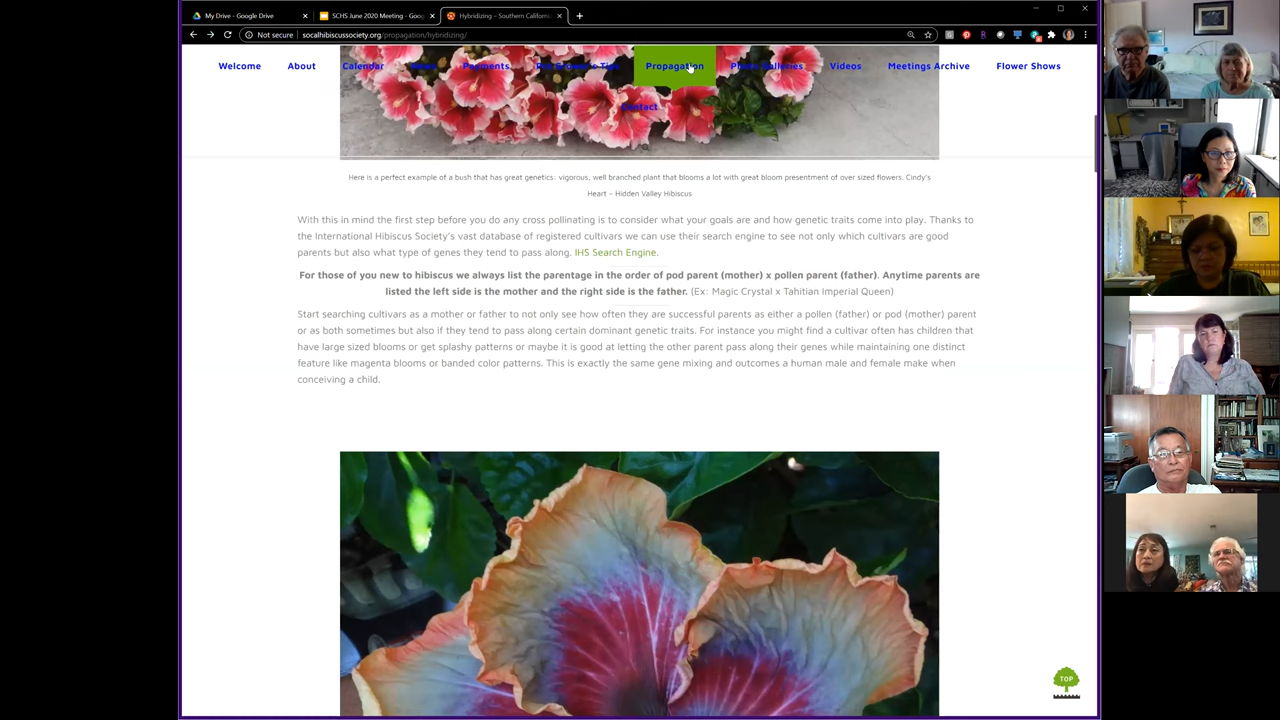 My Drive - Google Drive
SCHS June 2020 Meeting - Goog
Hybridizing – Southern Californi
Not secure | socalhibiscussociety.org/propagation/hybridizing/
Welcome About Calendar Payments Propagation Photo Galleries Videos Meetings Archive Flower Shows
Contact
Here is a perfect example of a bush that has great genetics: vigorous, well branched plant that blooms a lot with great bloom presentment of over sized flowers, Cindy's
Heart – Hidden Valley Hibiscus
With this in mind the first step before you do any cross pollinating is to consider what your goals are and how genetic traits come into play. Thanks to
the International Hibiscus Society's vast database of registered cultivars we can use their search engine to see not only which cultivars are good
parents but also what type of genes they tend to pass along. IHS Search Engine.
For those of you new to hibiscus we always list the parentage in the order of pod parent (mother) x pollen parent (father). Anytime parents are
listed the left side is the mother and the right side is the father. (Ex: Magic Crystal x Tahitian Imperial Queen)
Start searching cultivars as a mother or father to not only see how often they are successful parents as either a pollen (father) or pod (mother) parent
or as both sometimes but also if they tend to pass along certain dominant genetic traits. For instance you might find a cultivar often has children that
have large sized blooms or get splashy patterns or maybe it is good at letting the other parent pass along their genes while maintaining one distinct
feature like magenta blooms or banded color patterns. This is exactly the same gene mixing and outcomes a human male and female make when
conceiving a child.
TOP